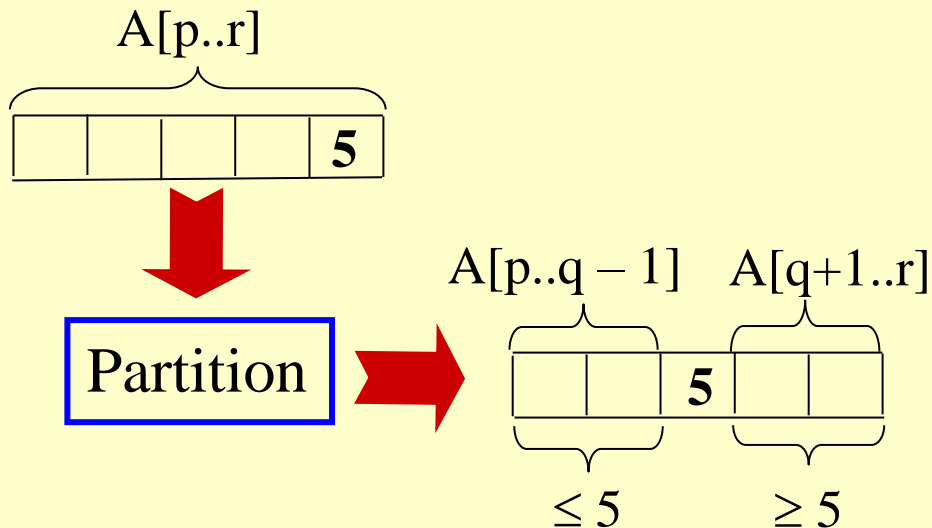 A[p..r]
5
A[p..q – 1] A[q+1..r]
Partition
5
≤ 5 ≥ 5